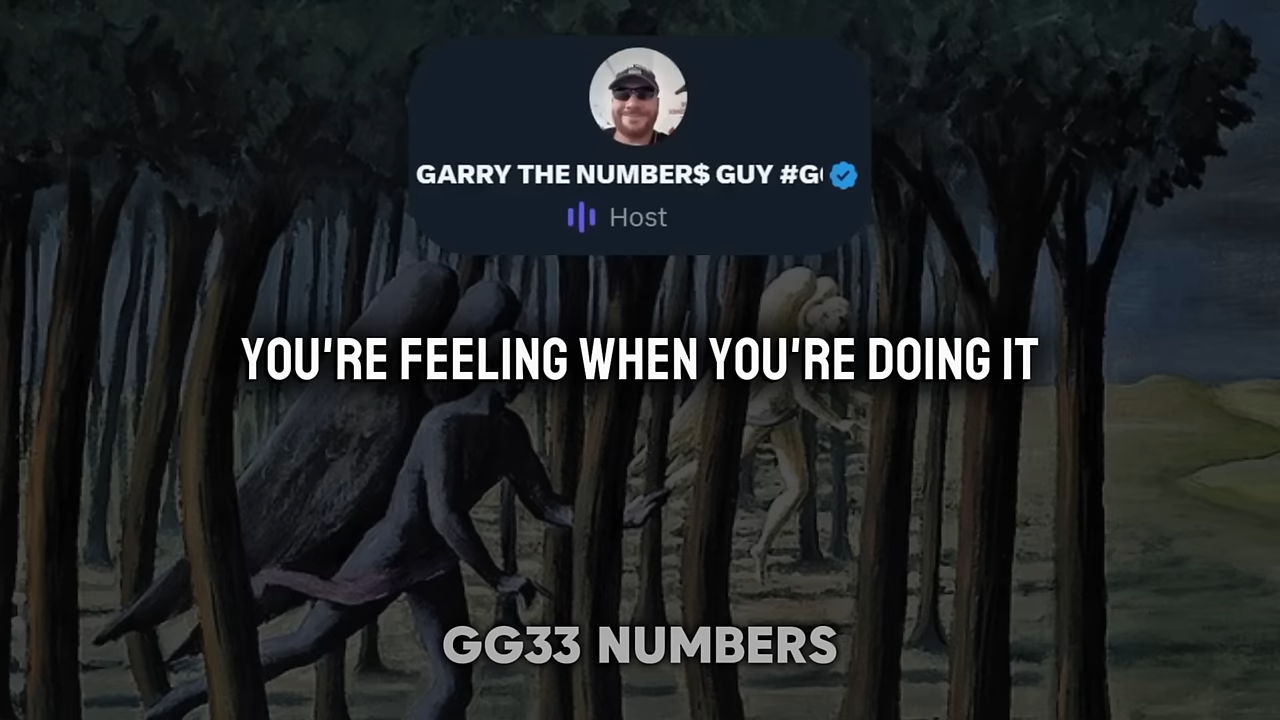 GARRY THE NUMBER$ GUY #G
Host
YOU'RE FEELING WHEN YOU'RE DOING IT
GG33 NUMBERS